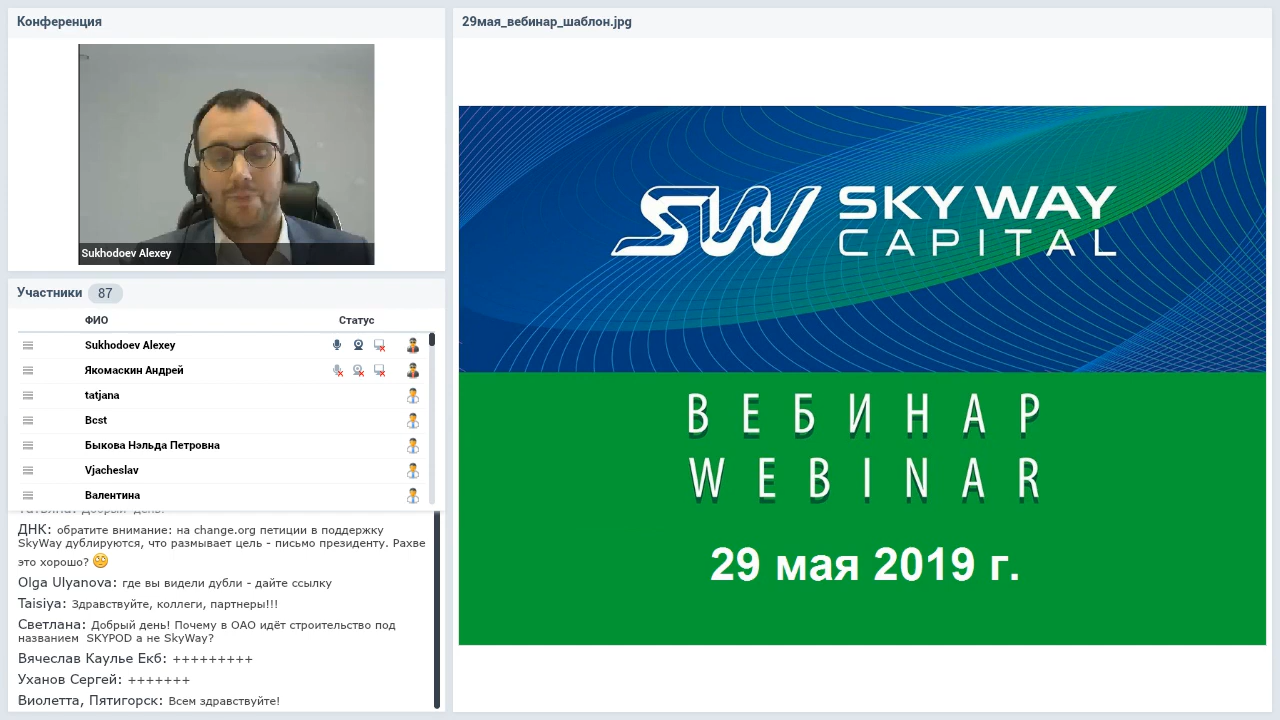 Конференция
Sukhodoev Alexey
Участники 87
ФИО Статус
Sukhodoev Alexey
Якомаскин Андрей
tatjana
Bcst
Быкова Нэльда Петровна
Vjacheslav
Валентина
Татьяна: Добрый день!
ДНК: обратите внимание: на change.org петиции в поддержку
SkyWay дублируются, что размывает цель - письмо президенту. Рахве
это хорошо?
Olga Ulyanova: где вы видели дубли - дайте ссылку
Taisiya: Здравствуйте, коллеги, партнеры!!!
Светлана: Добрый день! Почему в ОАО идёт строительство под
названием SKYPOD а не SkyWay?
Вячеслав Каулье Екб: +++++++++
Уханов Сергей: +++++++
Виолетта, Пятигорск: Всем здравствуйте!
29мая_вебинар_шаблон.jpg
SW SKY WAY
CAPITAL
ВЕБИНАР
WEBINAR
29 мая 2019 г.